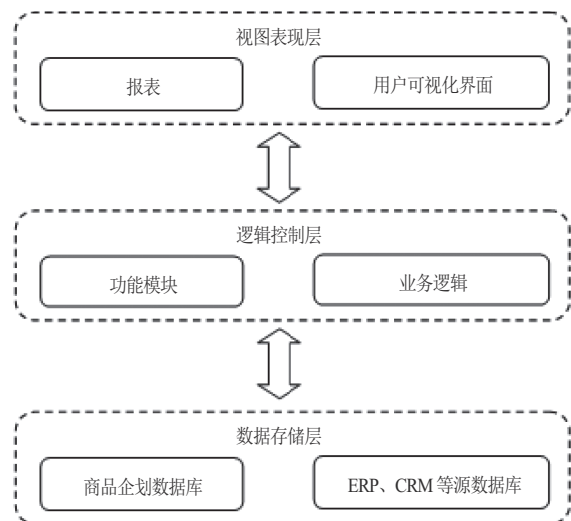 视图表现层
报表
用户可视化界面
逻辑控制层
功能模块
业务逻辑
数据存储层
商品企划数据库
ERP、CRM 等源数据库